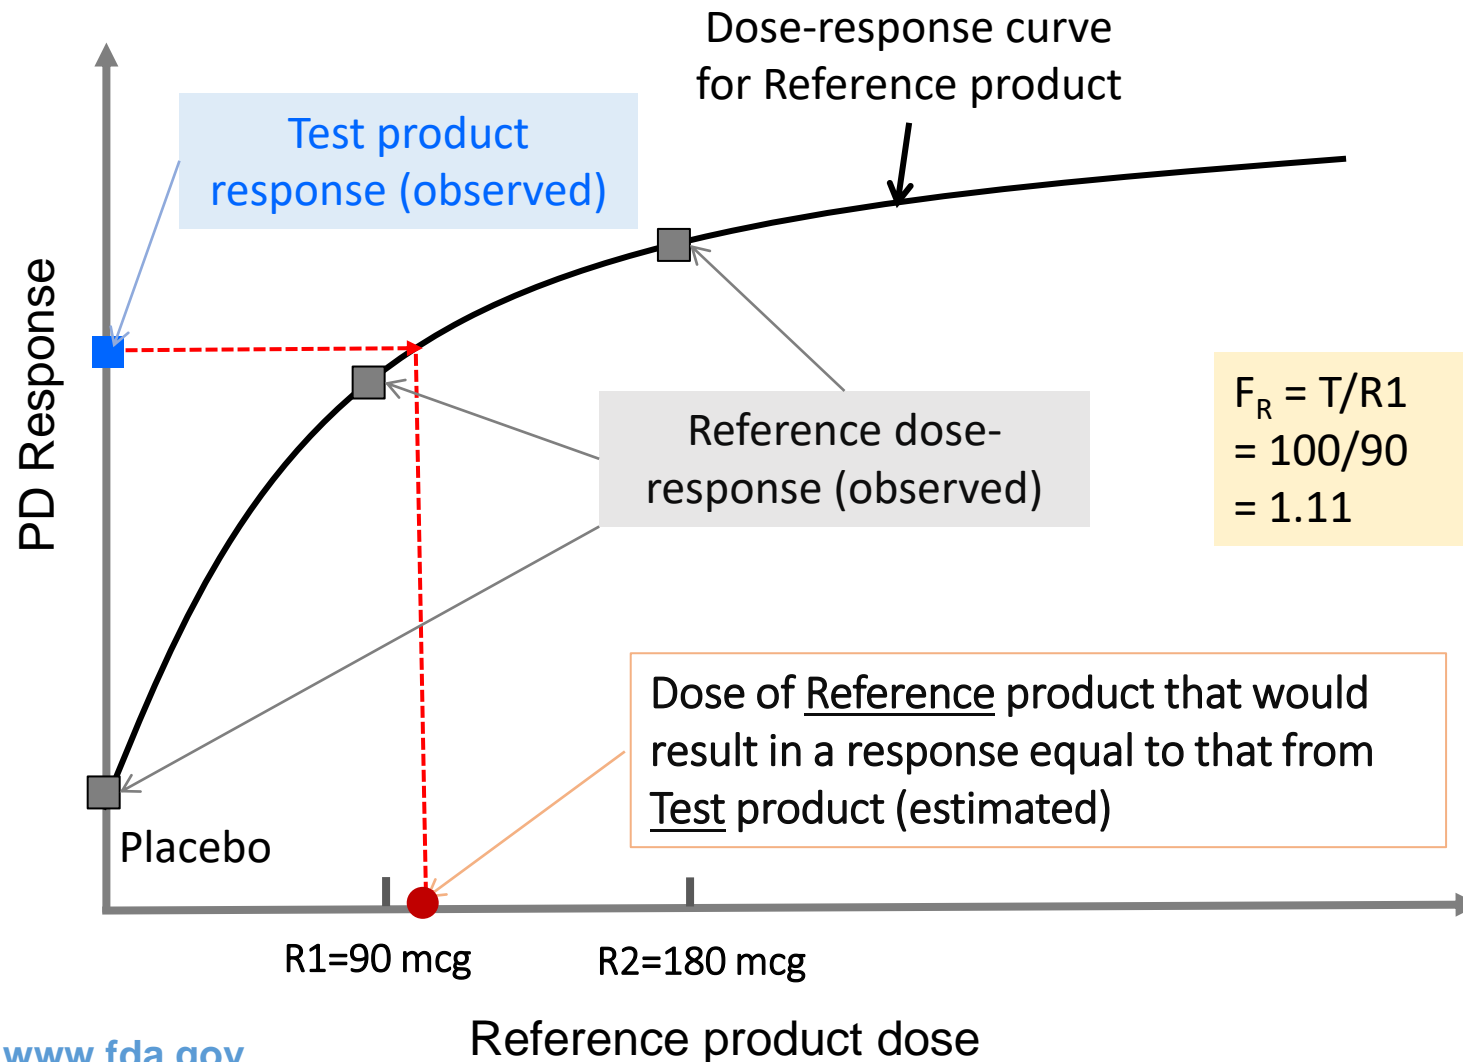 Dose-response curve
for Reference product
Test product
response (observed)
PD Response
F_R = T/R1
= 100/90
= 1.11
Reference dose-
response (observed)
Dose of Reference product that would
result in a response equal to that from
Test product (estimated)
Placebo
R1=90 mcg
R2=180 mcg
Reference product dose
www.fda.gov